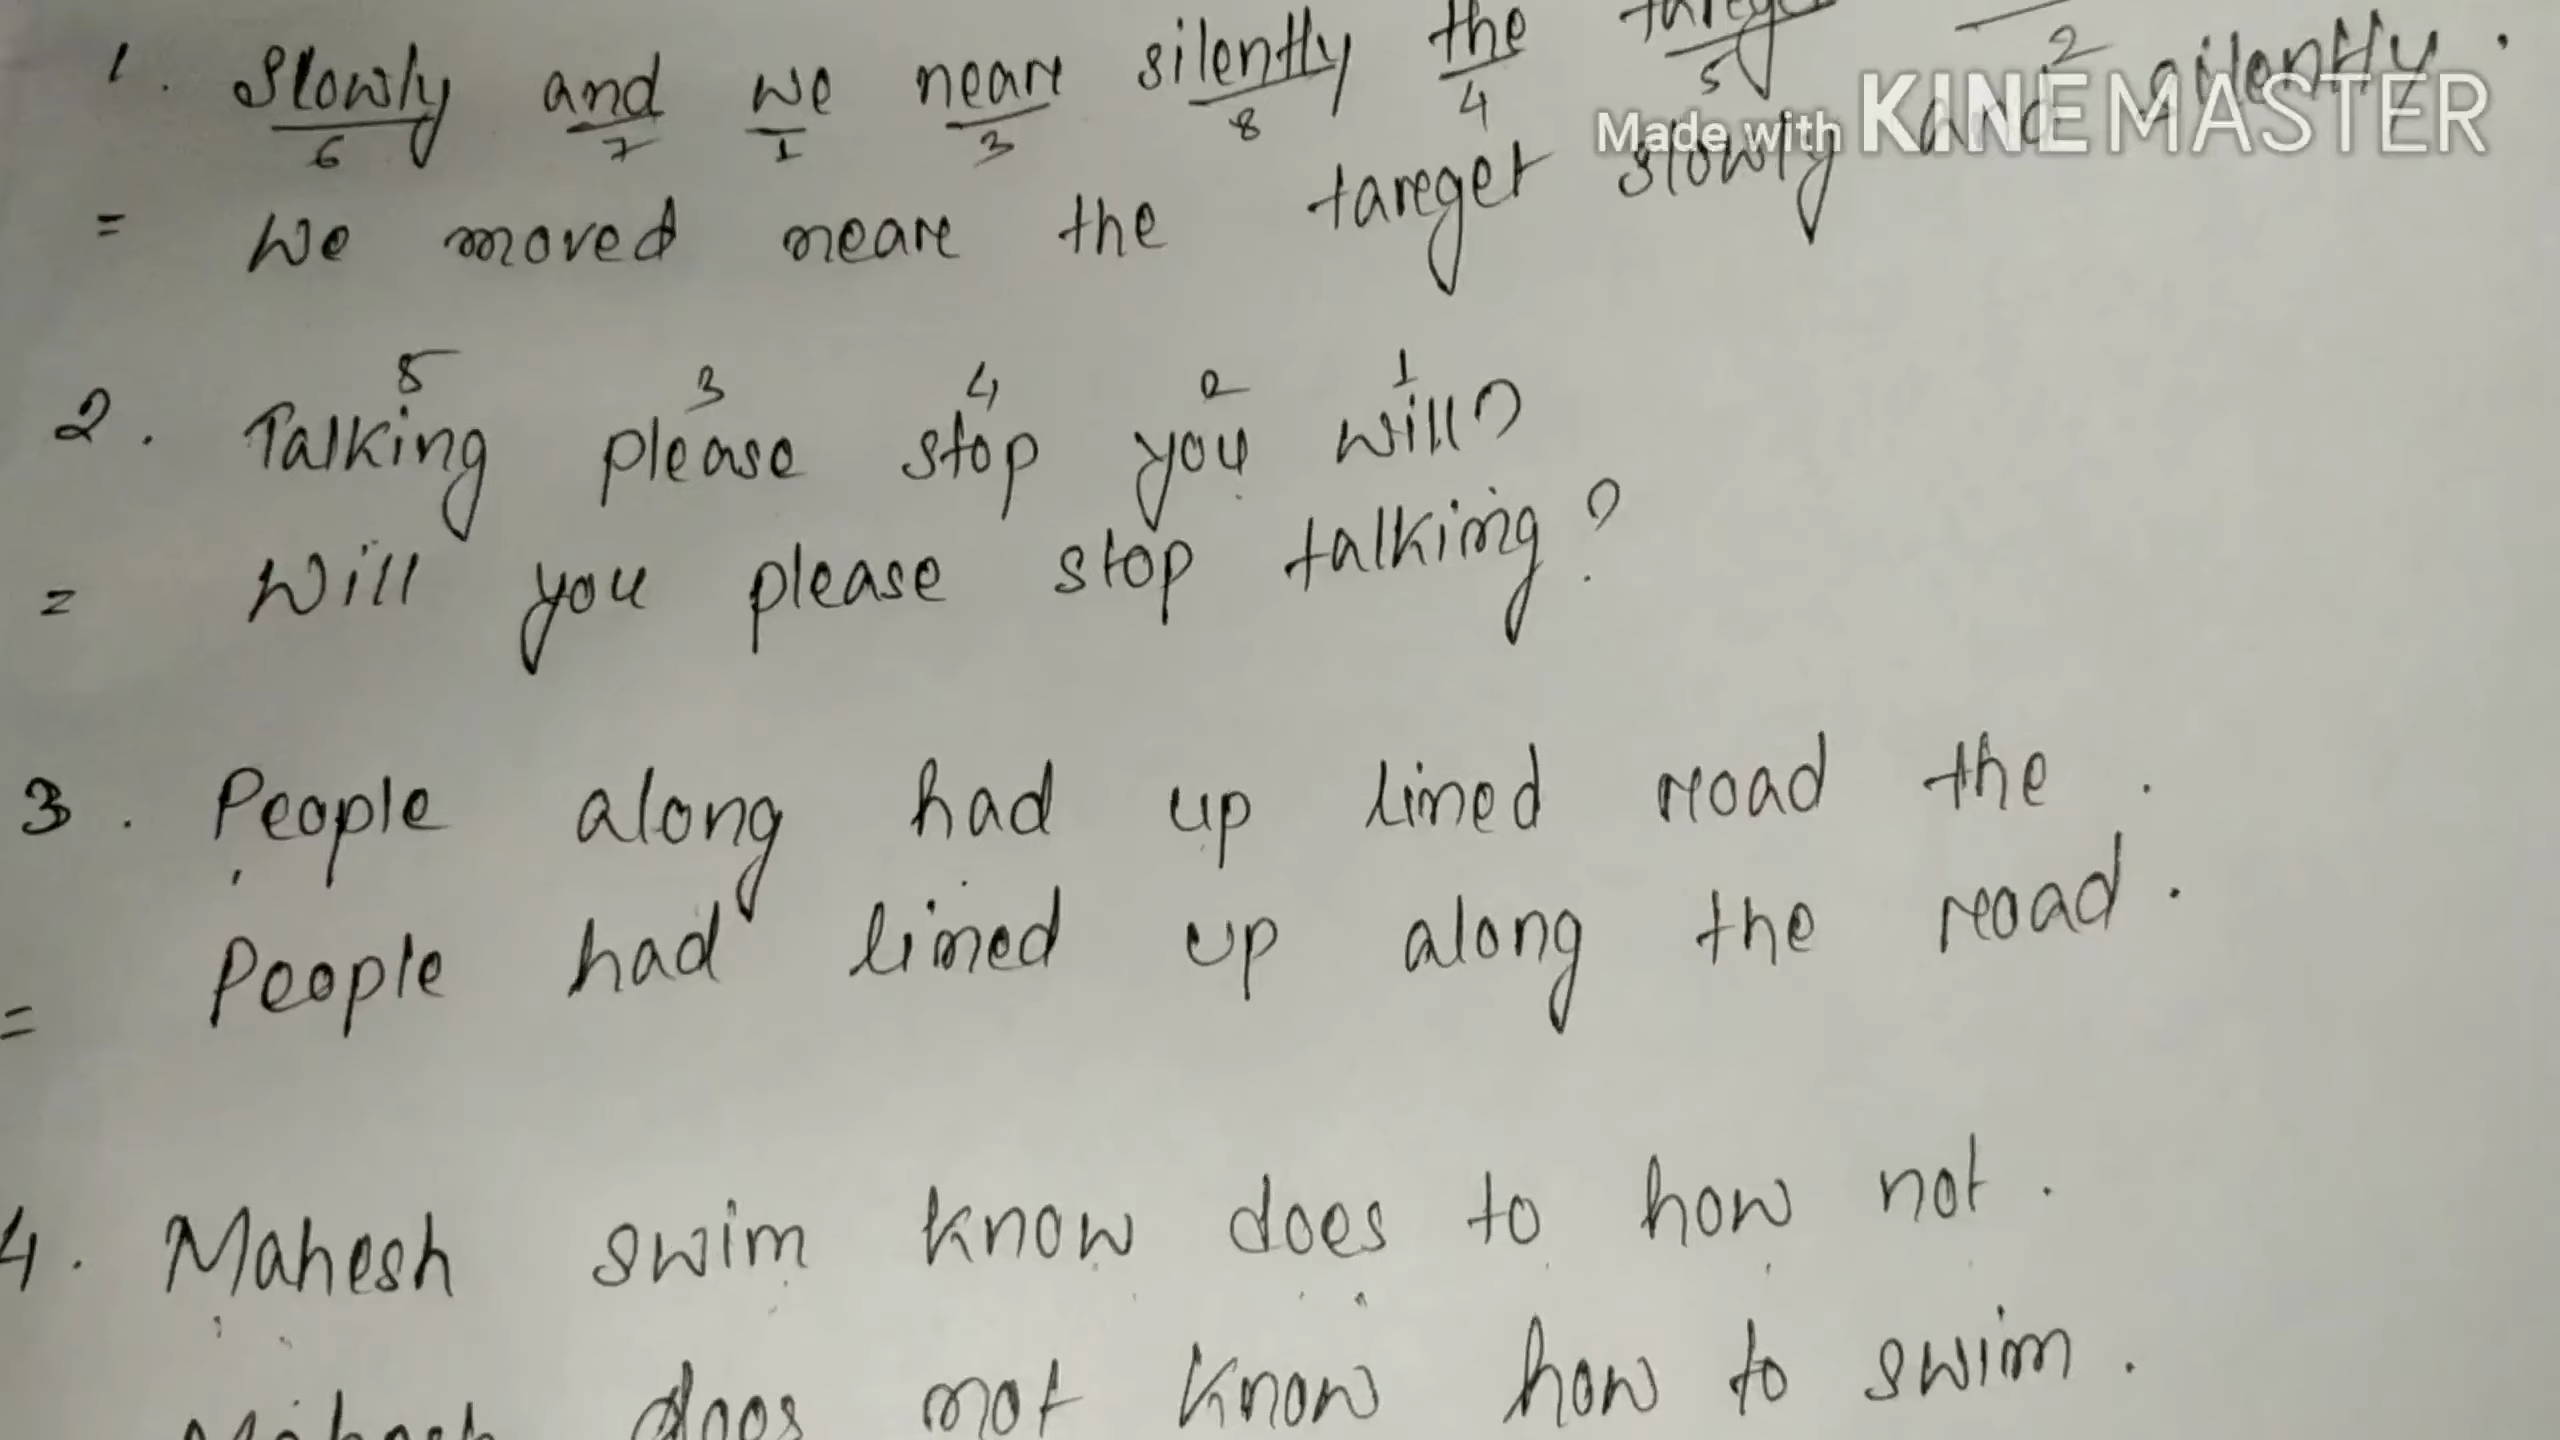 1. Slowly and we near silently the
6 7 1 3 8 4 5 2
= We moved near the tareget slowly and silently.
Made with KINEMASTER
5 3 4 2 1
2. Talking please stop you will?
= Will you please stop talking?
3. People along had up lined road the.
= People had lined up along the road.
4. Mahesh swim know does to how not.
Mahesh does not know how to swim.